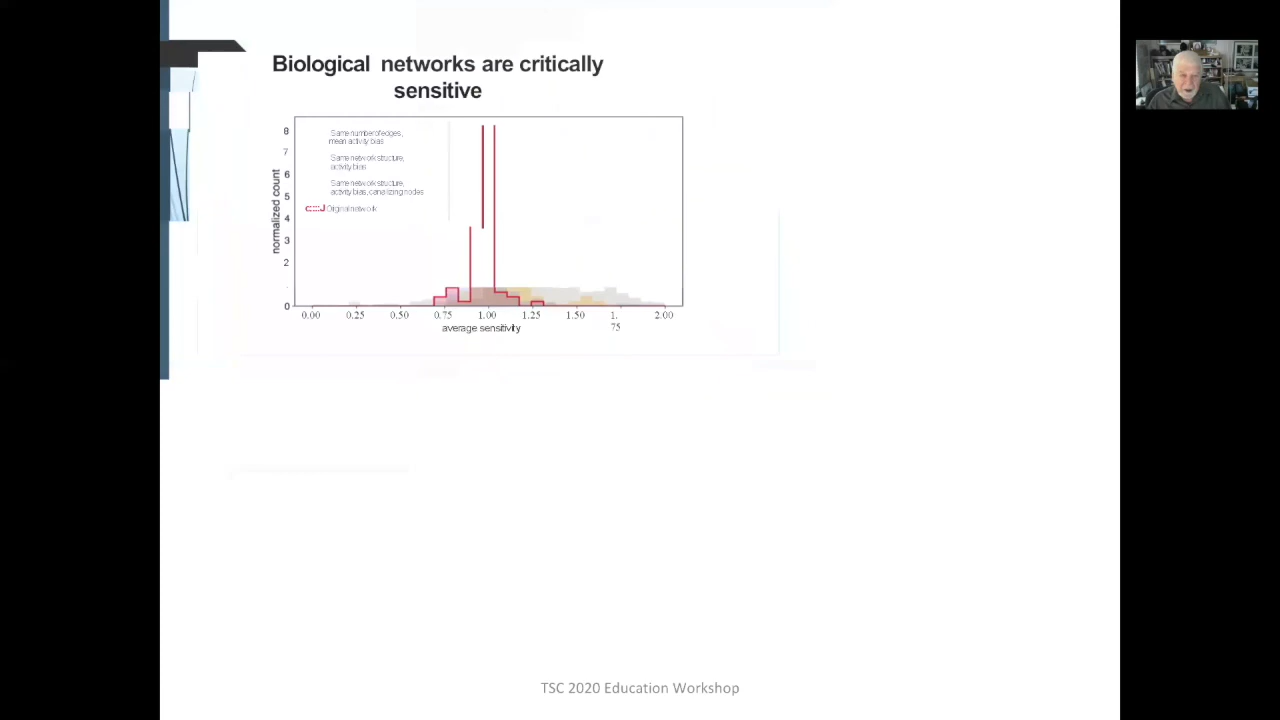 Biological networks are critically
sensitive
8
Same number of edges,
mean activity bias
7
Same network structure,
activity bias
6
Same network structure,
activity bias, canalizing nodes
5
Original network
4
3
2
0
normalized count
0.00 0.25 0.50 0.75 1.00 1.25 1.50 1. 2.00
75
average sensitivity
TSC 2020 Education Workshop